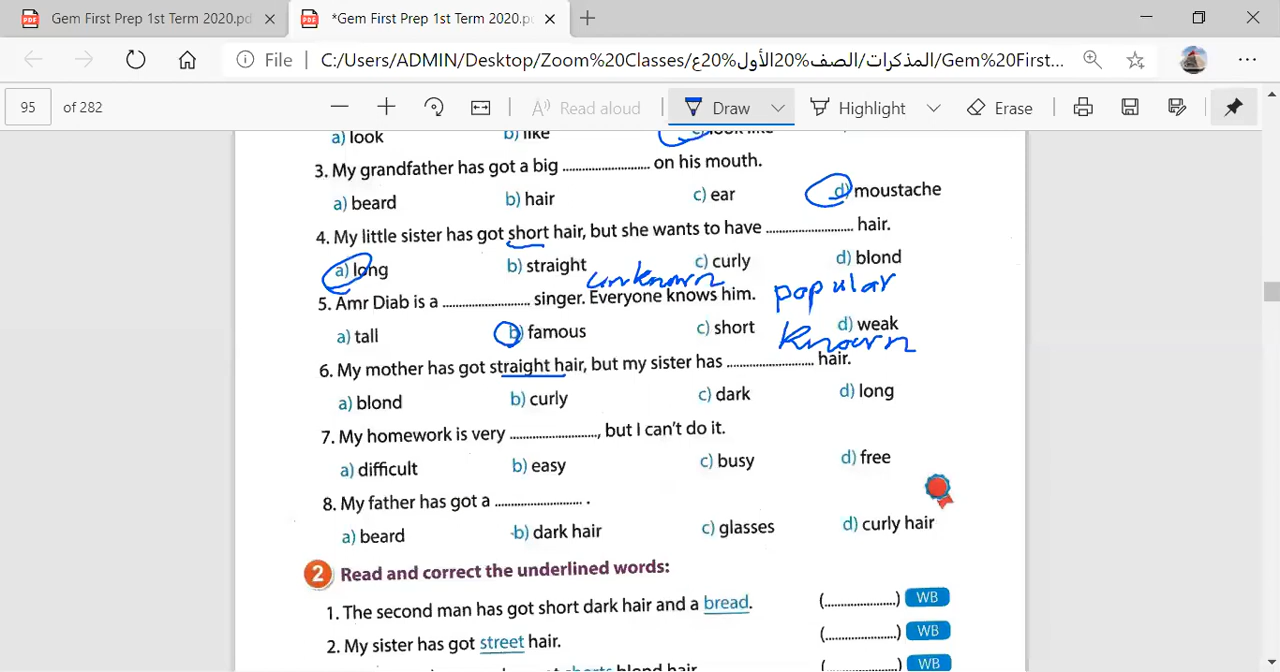 Gem First Prep 1st Term 2020.pd
*Gem First Prep 1st Term 2020.pc
File
C:/Users/ADMIN/Desktop/Zoom%20Classes/المذكرات/الصف%20الأول%20ع/Gem%20First...
95 of 282
Read aloud
Draw
Highlight
Erase
a) look b) like c) look like
3. My grandfather has got a big .......................... on his mouth.
a) beard b) hair c) ear d) moustache
4. My little sister has got short hair, but she wants to have .......................... hair.
a) long b) straight c) curly d) blond
unknown
5. Amr Diab is a .......................... singer. Everyone knows him.
popular
a) tall b) famous c) short d) weak
known
6. My mother has got straight hair, but my sister has .......................... hair.
a) blond b) curly c) dark d) long
7. My homework is very .........................., but I can't do it.
a) difficult b) easy c) busy d) free
8. My father has got a .......................... .
a) beard b) dark hair c) glasses d) curly hair
2 Read and correct the underlined words:
1. The second man has got short dark hair and a bread. (....................) WB
2. My sister has got street hair. (....................) WB
shorts blond hair (....................) WB